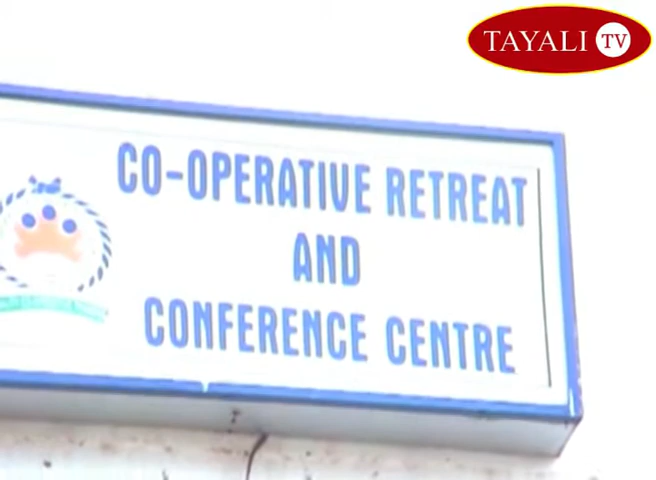 TAYALI TV
CO-OPERATIVE RETREAT
AND
CONFERENCE CENTRE